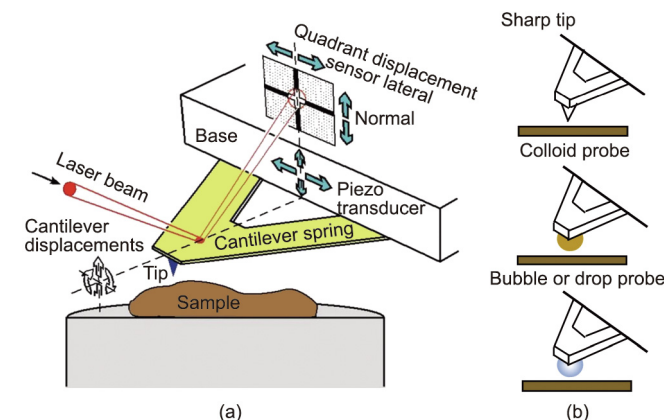 Quadrant displacement
sensor lateral
Normal
Base
Laser beam
Piezo
transducer
Cantilever
displacements
Cantilever spring
Tip
Sample
(a)
Sharp tip
Colloid probe
Bubble or drop probe
(b)